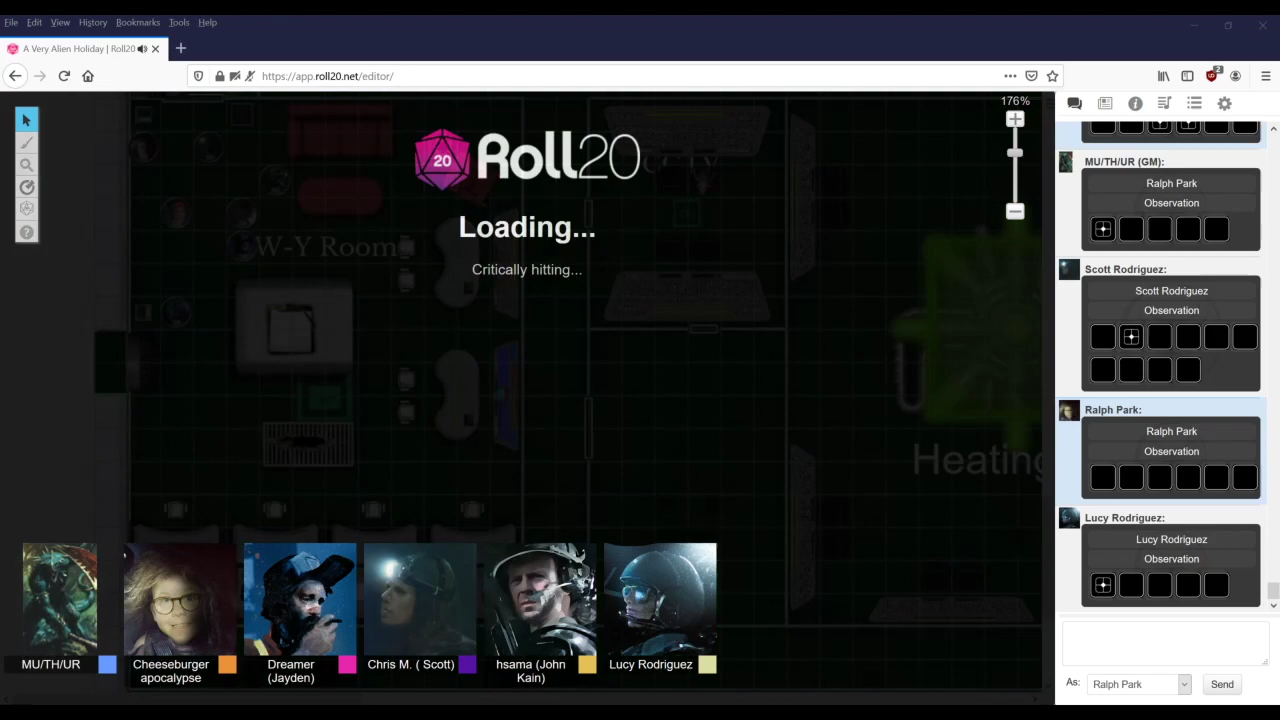 File Edit View History Bookmarks Tools Help
A Very Alien Holiday | Roll20
https://app.roll20.net/editor/
2
176%
20 Roll20
CCTV
Loading...
W-Y Room
Critically hitting...
Heating
MU/TH/UR
Cheeseburger apocalypse
Dreamer (Jayden)
Chris M. ( Scott)
hsama (John Kain)
Lucy Rodriguez
MU/TH/UR (GM):
Ralph Park
Observation
Scott Rodriguez:
Scott Rodriguez
Observation
Ralph Park:
Ralph Park
Observation
Lucy Rodriguez:
Lucy Rodriguez
Observation
As: Ralph Park Send